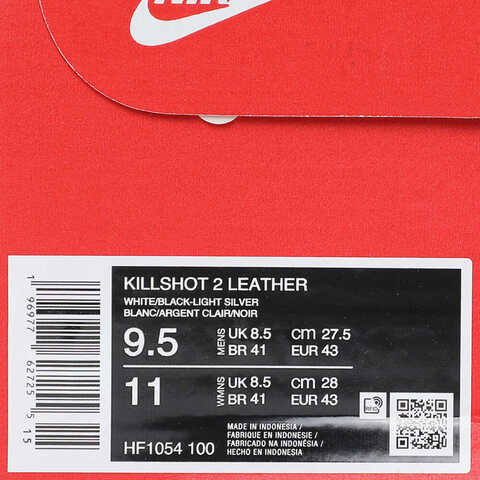 NIKE
KILLSHOT 2 LEATHER
WHITE/BLACK-LIGHT SILVER
BLANC/ARGENT CLAIR/NOIR
9.5 MENS UK 8.5 CM 27.5
BR 41 EUR 43
11 WMNS UK 8.5 CM 28
BR 41 EUR 43
RFID
MADE IN INDONESIA /
FABRIQUE EN INDONESIE /
FABRICADO NA INDONÉSIA /
HECHO EN INDONESIA
HF1054 100
1 96977 62725 5 15